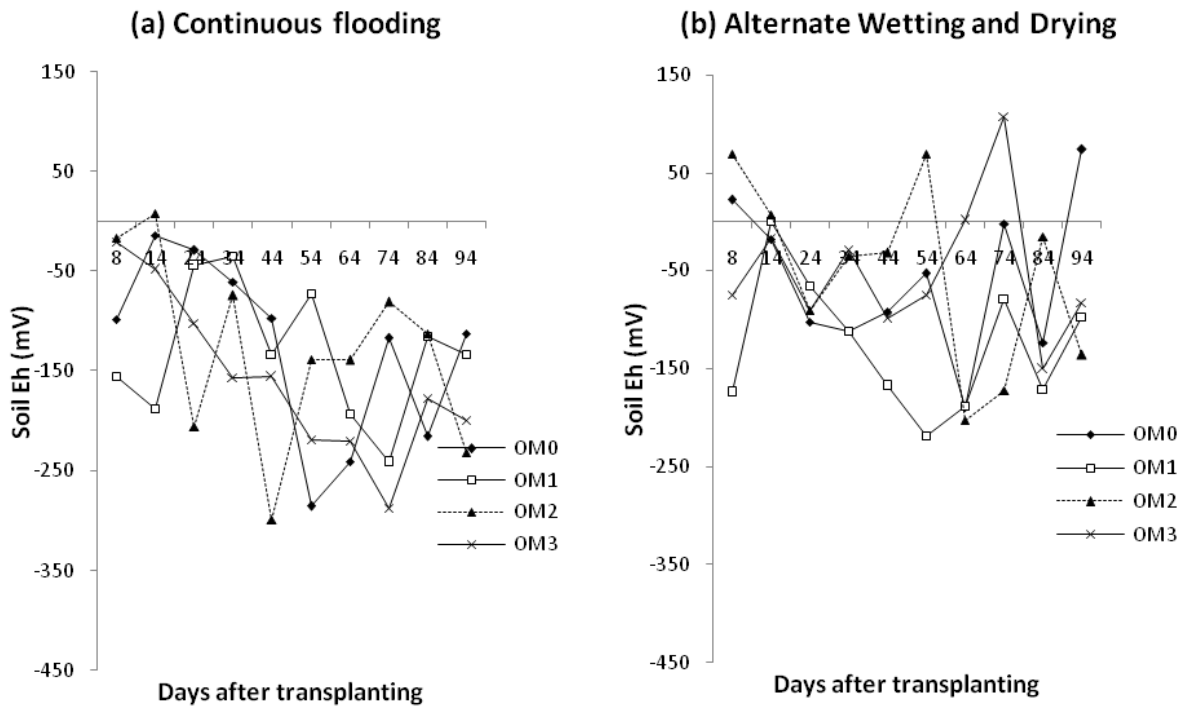 (a) Continuous flooding
150
50
-50
-150
-250
-350
-450
Soil Eh (mV)
8 14 24 34 44 54 64 74 84 94
OM0
OM1
OM2
OM3
Days after transplanting
(b) Alternate Wetting and Drying
150
50
-50
-150
-250
-350
-450
Soil Eh (mV)
8 14 24 34 44 54 64 74 84 94
OM0
OM1
OM2
OM3
Days after transplanting